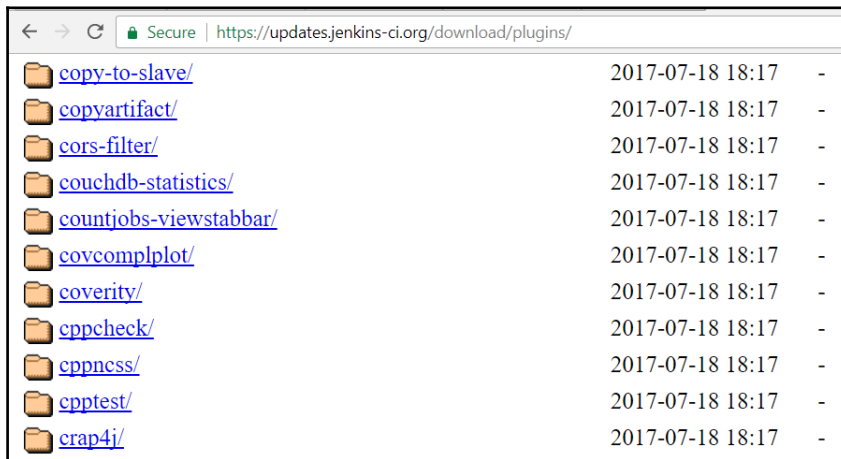 Secure | https://updates.jenkins-ci.org/download/plugins/
copy-to-slave/ 2017-07-18 18:17 -
copyartifact/ 2017-07-18 18:17 -
cors-filter/ 2017-07-18 18:17 -
couchdb-statistics/ 2017-07-18 18:17 -
countjobs-viewstabbar/ 2017-07-18 18:17 -
covcomplplot/ 2017-07-18 18:17 -
coverity/ 2017-07-18 18:17 -
cppcheck/ 2017-07-18 18:17 -
cppncss/ 2017-07-18 18:17 -
cpptest/ 2017-07-18 18:17 -
crap4j/ 2017-07-18 18:17 -